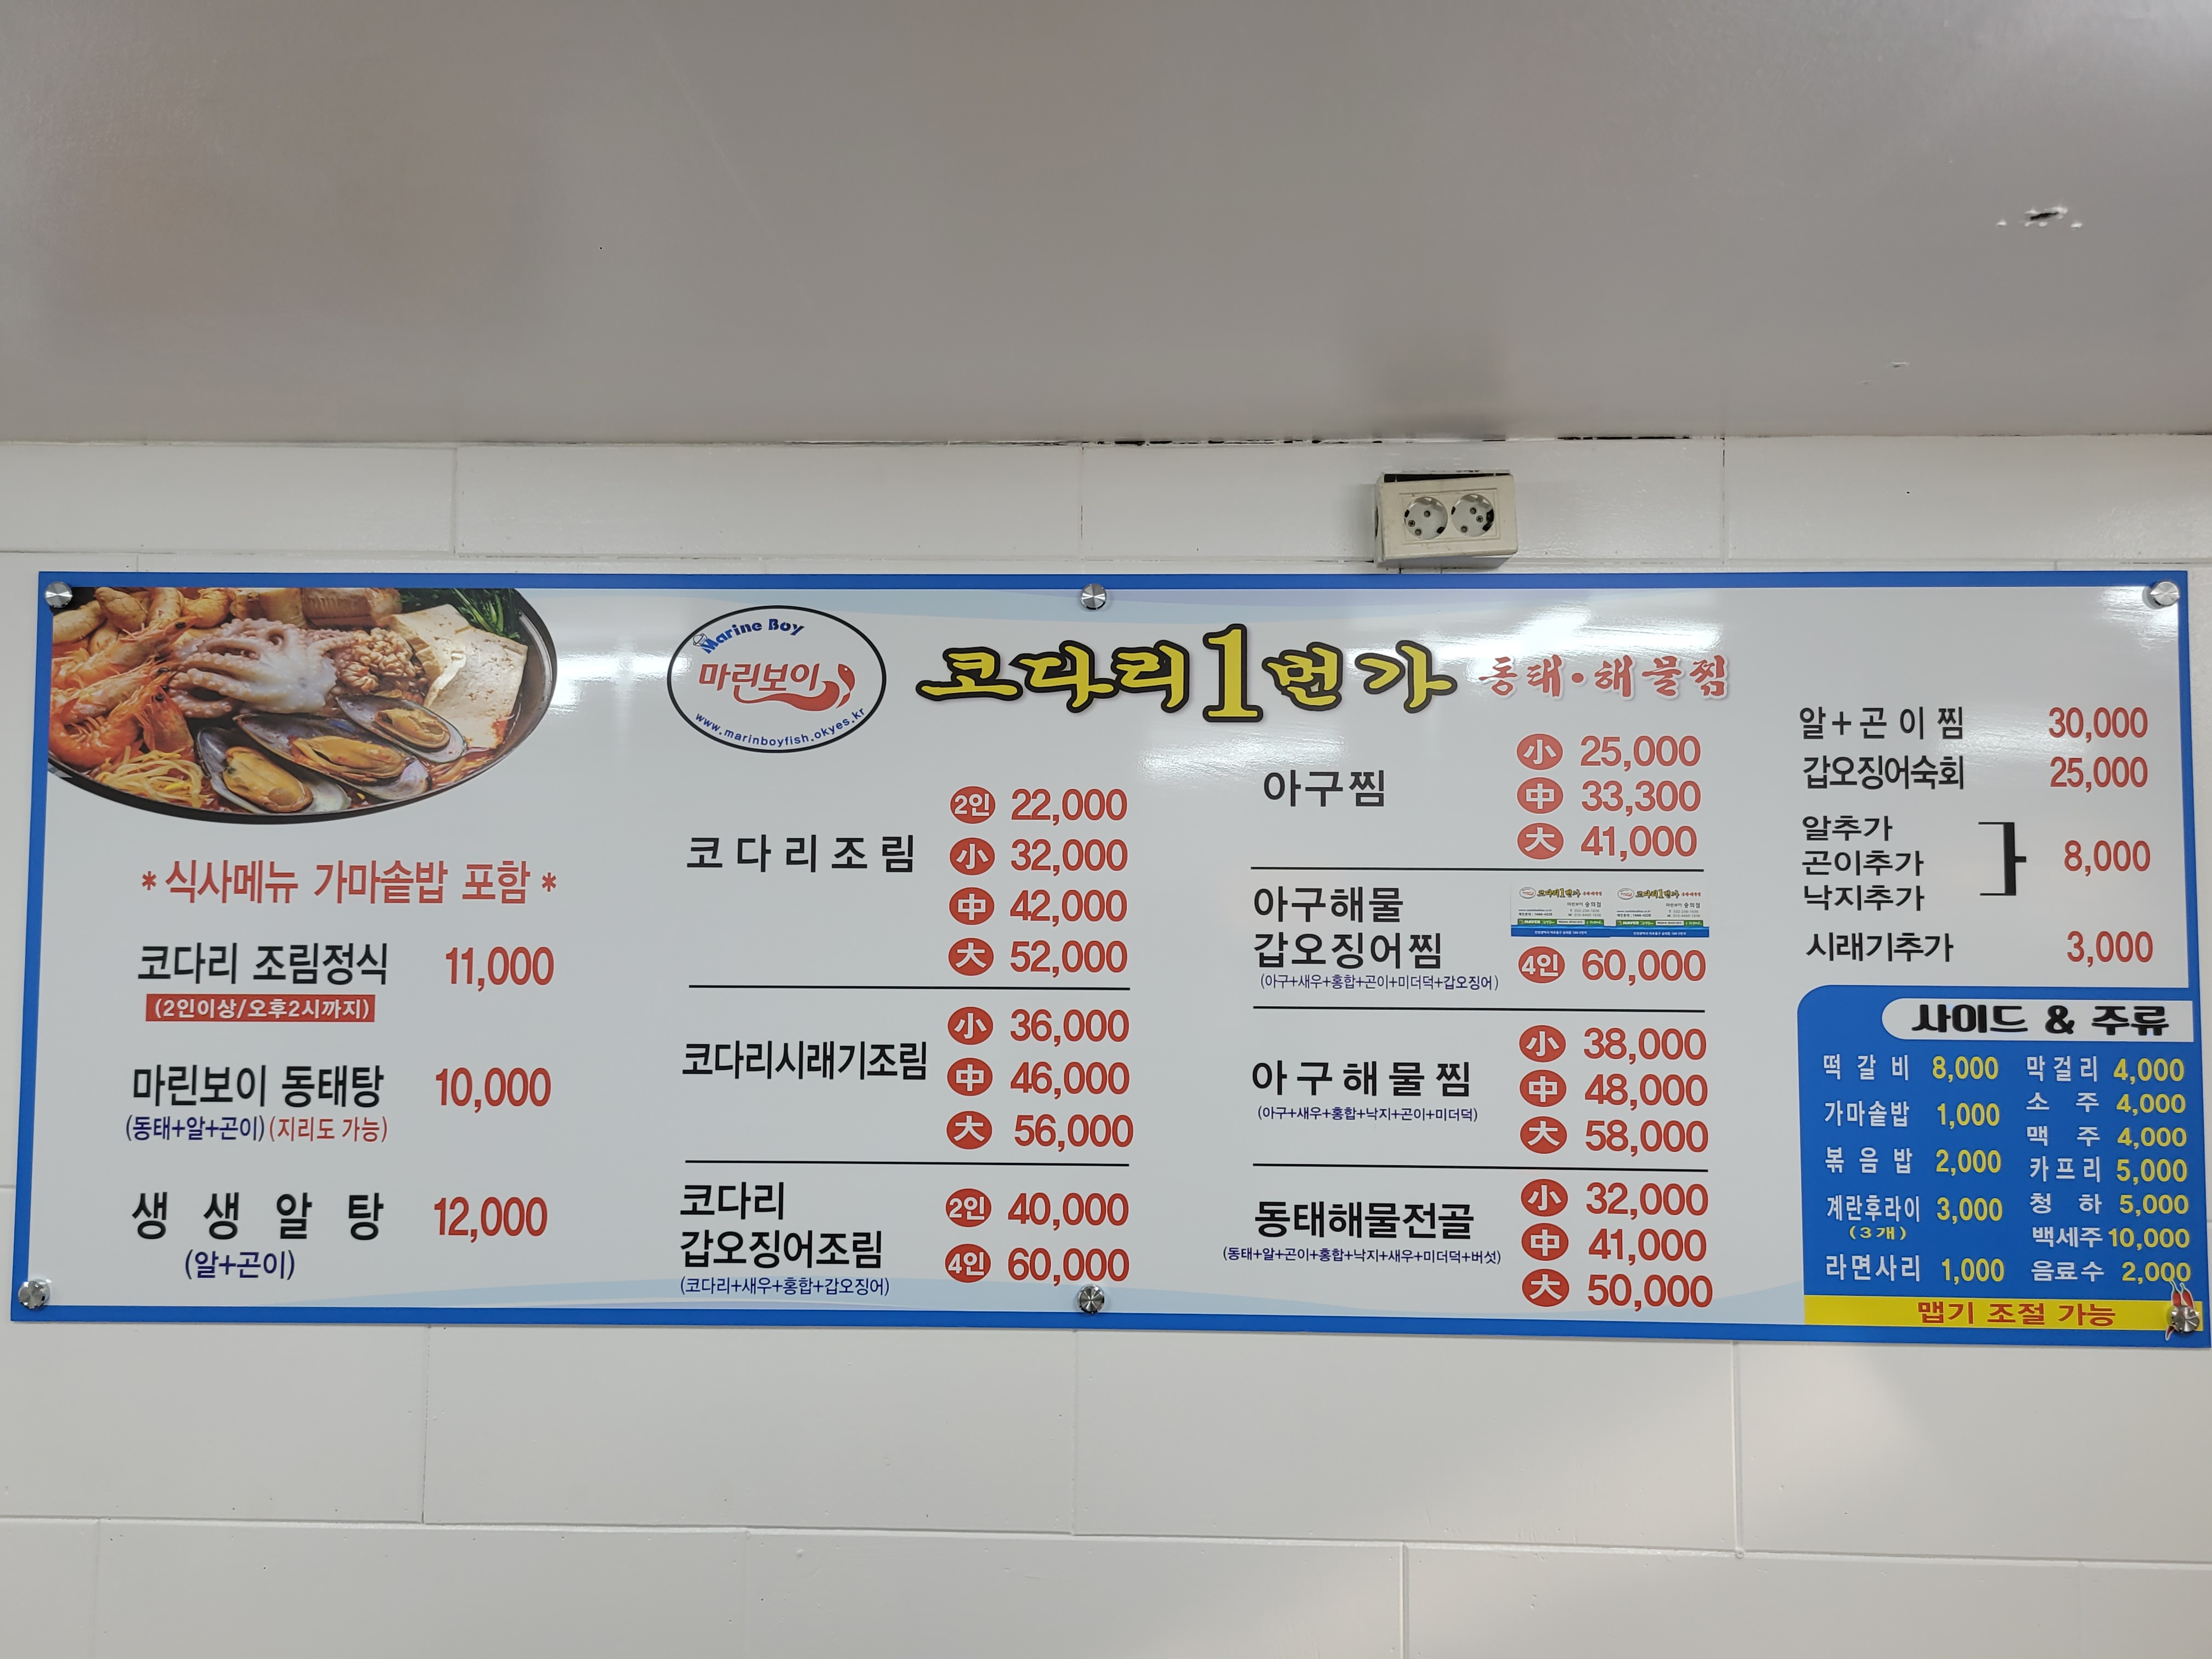 Marine Boy
마린보이
www.marinboyfish.okyes.kr
코다리1번가 동태·해물찜
*식사메뉴 가마솥밥 포함*
코다리 조림정식 11,000
(2인이상/오후2시까지)
마린보이 동태탕 10,000
(동태+알+곤이)(지리도 가능)
생생알탕 12,000
(알+곤이)
코다리조림
2인 22,000
小 32,000
中 42,000
大 52,000
코다리시래기조림
小 36,000
中 46,000
大 56,000
코다리
갑오징어조림
(코다리+새우+홍합+갑오징어)
2인 40,000
4인 60,000
아구찜
小 25,000
中 33,300
大 41,000
아구해물
갑오징어찜
(아구+새우+홍합+곤이+미더덕+갑오징어)
4인 60,000
아구해물찜
(아구+새우+홍합+낙지+곤이+미더덕)
小 38,000
中 48,000
大 58,000
동태해물전골
(동태+알+곤이+홍합+낙지+새우+미더덕+버섯)
小 32,000
中 41,000
大 50,000
알+곤이찜 30,000
갑오징어숙회 25,000
알추가
곤이추가 8,000
낙지추가
시래기추가 3,000
사이드 & 주류
떡갈비 8,000
가마솥밥 1,000
볶음밥 2,000
계란후라이 3,000
(3개)
라면사리 1,000
막걸리 4,000
소주 4,000
맥주 4,000
카프리 5,000
청하 5,000
백세주 10,000
음료수 2,000
맵기 조절 가능